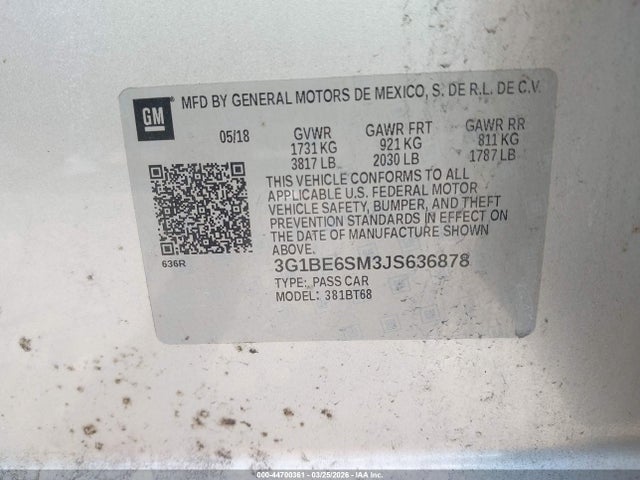 GM
MFD BY GENERAL MOTORS DE MEXICO, S. DE R.L. DE C.V.
05/18 GVWR GAWR FRT GAWR RR
1731 KG 921 KG 811 KG
3817 LB 2030 LB 1787 LB
THIS VEHICLE CONFORMS TO ALL
APPLICABLE U.S. FEDERAL MOTOR
VEHICLE SAFETY, BUMPER, AND THEFT
PREVENTION STANDARDS IN EFFECT ON
THE DATE OF MANUFACTURE SHOWN
ABOVE.
636R
3G1BE6SM3JS636878
TYPE: PASS CAR
MODEL: 381BT68
000-44700361 - 03/25/2026 - IAAI.COM